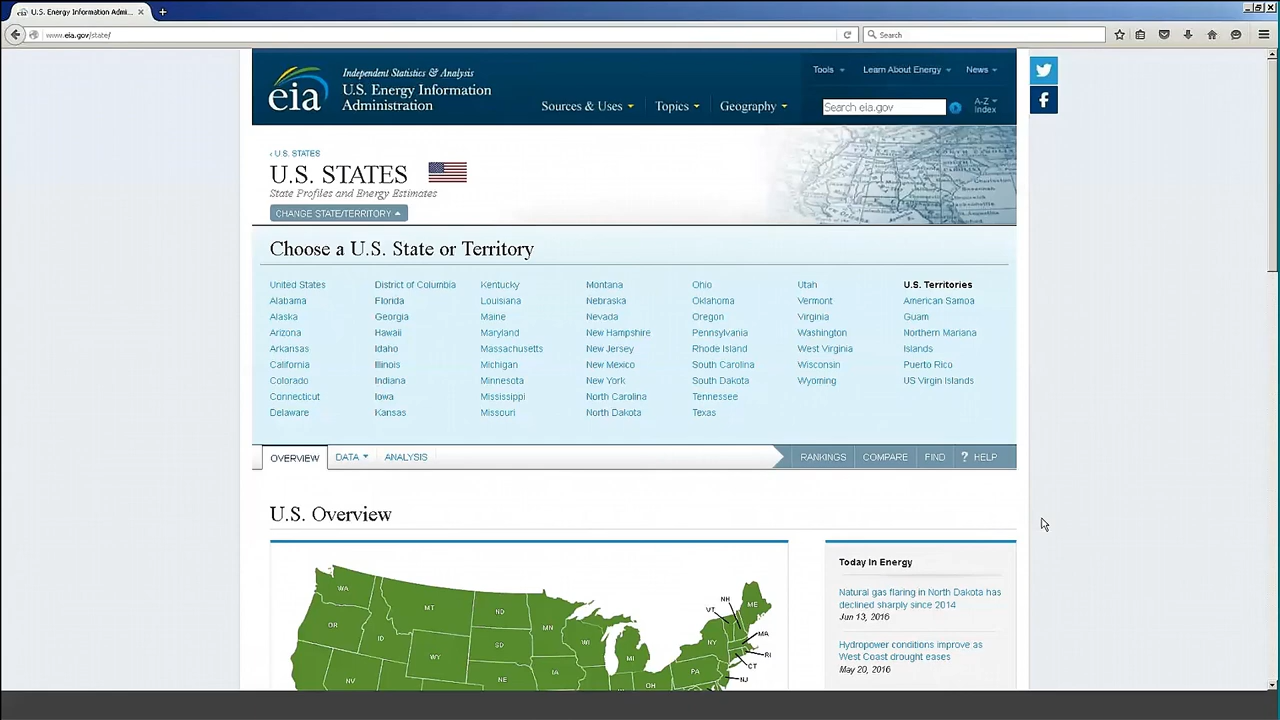 U.S. Energy Information Admi...
www.eia.gov/state/
Search
eia
Independent Statistics & Analysis
U.S. Energy Information
Administration
Tools
Learn About Energy
News
Sources & Uses
Topics
Geography
Search eia.gov
A-Z
Index
‹ U.S. STATES
U.S. STATES
State Profiles and Energy Estimates
CHANGE STATE/TERRITORY
Choose a U.S. State or Territory
United States
Alabama
Alaska
Arizona
Arkansas
California
Colorado
Connecticut
Delaware
District of Columbia
Florida
Georgia
Hawaii
Idaho
Illinois
Indiana
Iowa
Kansas
Kentucky
Louisiana
Maine
Maryland
Massachusetts
Michigan
Minnesota
Mississippi
Missouri
Montana
Nebraska
Nevada
New Hampshire
New Jersey
New Mexico
New York
North Carolina
North Dakota
Ohio
Oklahoma
Oregon
Pennsylvania
Rhode Island
South Carolina
South Dakota
Tennessee
Texas
Utah
Vermont
Virginia
Washington
West Virginia
Wisconsin
Wyoming
U.S. Territories
American Samoa
Guam
Northern Mariana
Islands
Puerto Rico
US Virgin Islands
OVERVIEW
DATA
ANALYSIS
RANKINGS
COMPARE
FIND
? HELP
U.S. Overview
WA
MT
ND
OR
ID
MN
SD
WY
WI
MI
NV
NE
IA
IL
OH
PA
NY
VT
NH
ME
MA
RI
CT
NJ
Today In Energy
Natural gas flaring in North Dakota has
declined sharply since 2014
Jun 13, 2016
Hydropower conditions improve as
West Coast drought eases
May 20, 2016